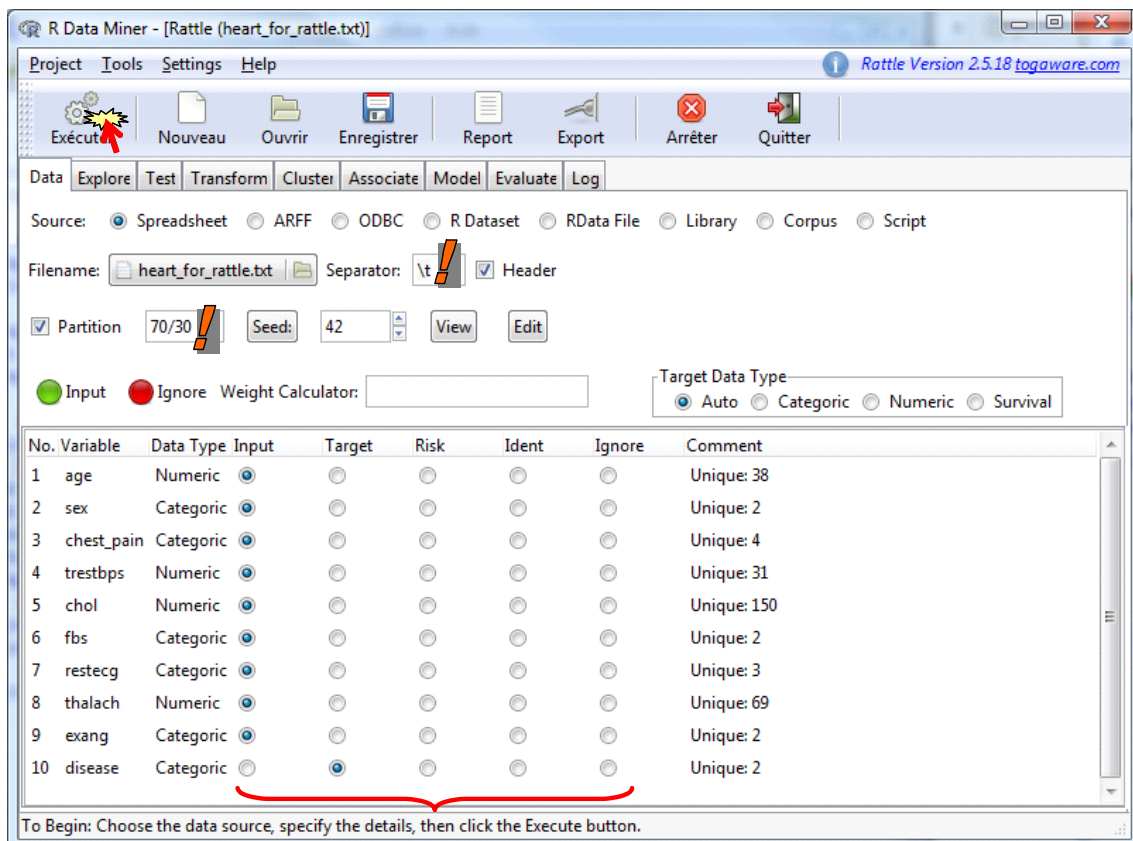 R Data Miner - [Rattle (heart_for_rattle.txt)]
Project Tools Settings Help
Rattle Version 2.5.18 togaware.com
Nouveau Ouvrir Enregistrer Report Export Arrêter Quitter
Data Explore Test Transform Cluster Associate Model Evaluate Log
Source: Spreadsheet ARFF ODBC R Dataset RData File Library Corpus Script
Filename: heart_for_rattle.txt Separator: \t Header
Partition 70/30 Seed: 42 View Edit
Input Ignore Weight Calculator:
Target Data Type
Auto Categoric Numeric Survival
No. Variable Data Type Input Target Risk Ident Ignore Comment
1 age Numeric Unique: 38
2 sex Categoric Unique: 2
3 chest_pain Categoric Unique: 4
4 trestbps Numeric Unique: 31
5 chol Numeric Unique: 150
6 fbs Categoric Unique: 2
7 restecg Categoric Unique: 3
8 thalach Numeric Unique: 69
9 exang Categoric Unique: 2
10 disease Categoric Unique: 2
To Begin: Choose the data source, specify the details, then click the Execute button.